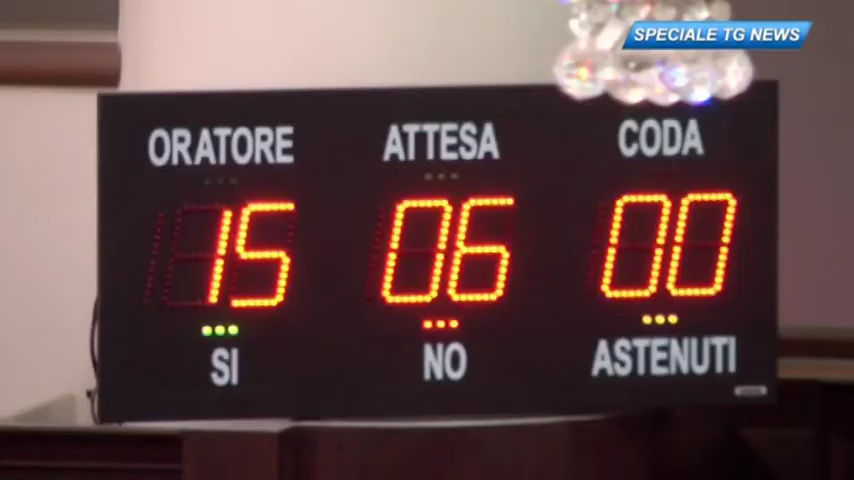 SPECIALE TG NEWS
ORATORE ATTESA CODA
15 06 00
SI NO ASTENUTI